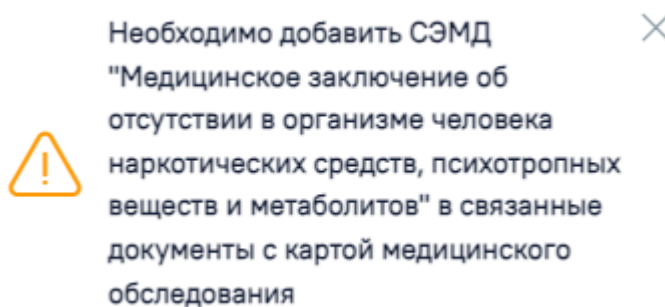 Необходимо добавить СЭМД
"Медицинское заключение об
отсутствии в организме человека
наркотических средств, психотропных
веществ и метаболитов" в связанные
документы с картой медицинского
обследования